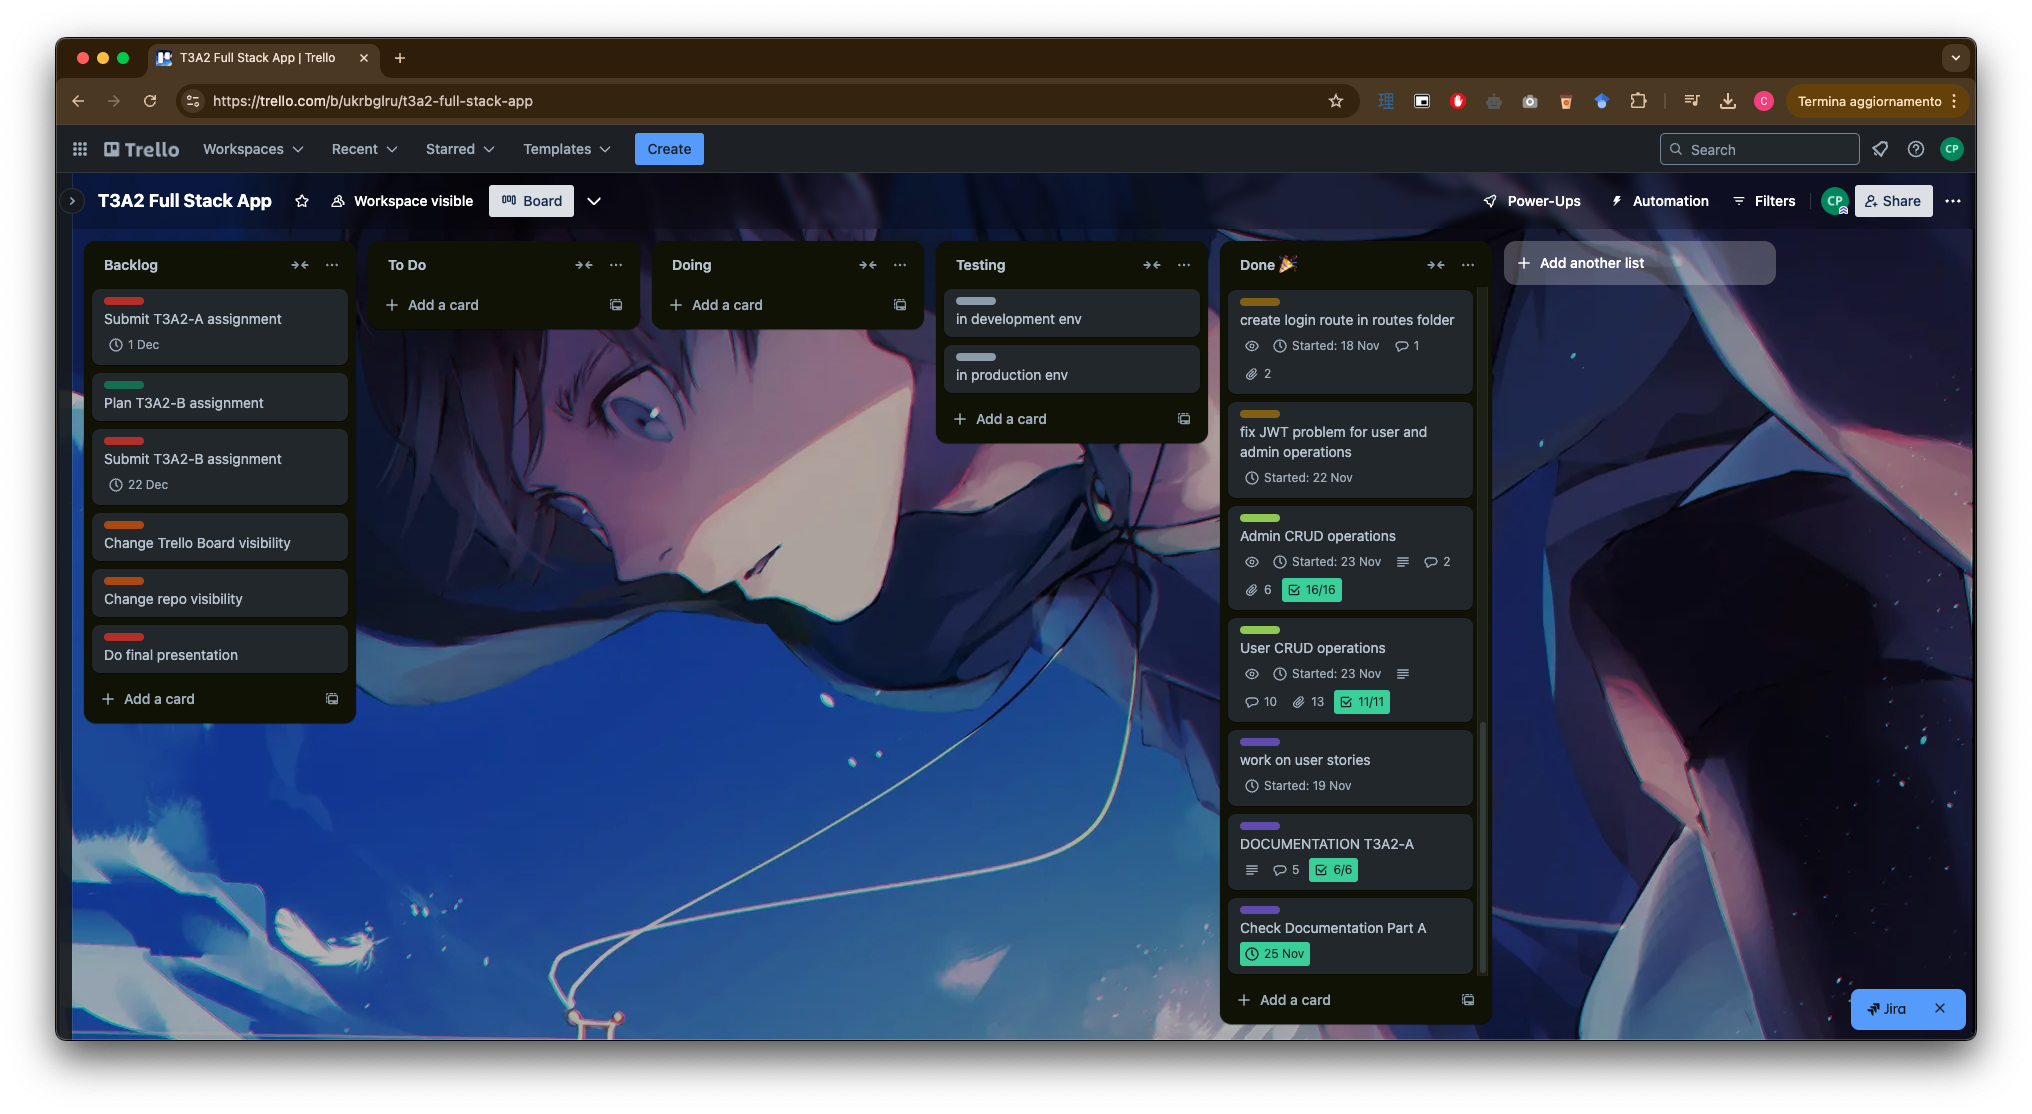 T3A2 Full Stack App | Trello
https://trello.com/b/ukrbglru/t3a2-full-stack-app
理
C
Termina aggiornamento
Trello
Workspaces
Recent
Starred
Templates
Create
Search
CP
T3A2 Full Stack App
Workspace visible
Board
Power-Ups
Automation
Filters
CP
Share
Backlog
Submit T3A2-A assignment
1 Dec
Plan T3A2-B assignment
Submit T3A2-B assignment
22 Dec
Change Trello Board visibility
Change repo visibility
Do final presentation
Add a card
To Do
Add a card
Doing
Add a card
Testing
in development env
in production env
Add a card
Done 🎉
create login route in routes folder
Started: 18 Nov
1
2
fix JWT problem for user and
admin operations
Started: 22 Nov
Admin CRUD operations
Started: 23 Nov
2
6
16/16
User CRUD operations
Started: 23 Nov
10
13
11/11
work on user stories
Started: 19 Nov
DOCUMENTATION T3A2-A
5
6/6
Check Documentation Part A
25 Nov
Add a card
Add another list
Jira